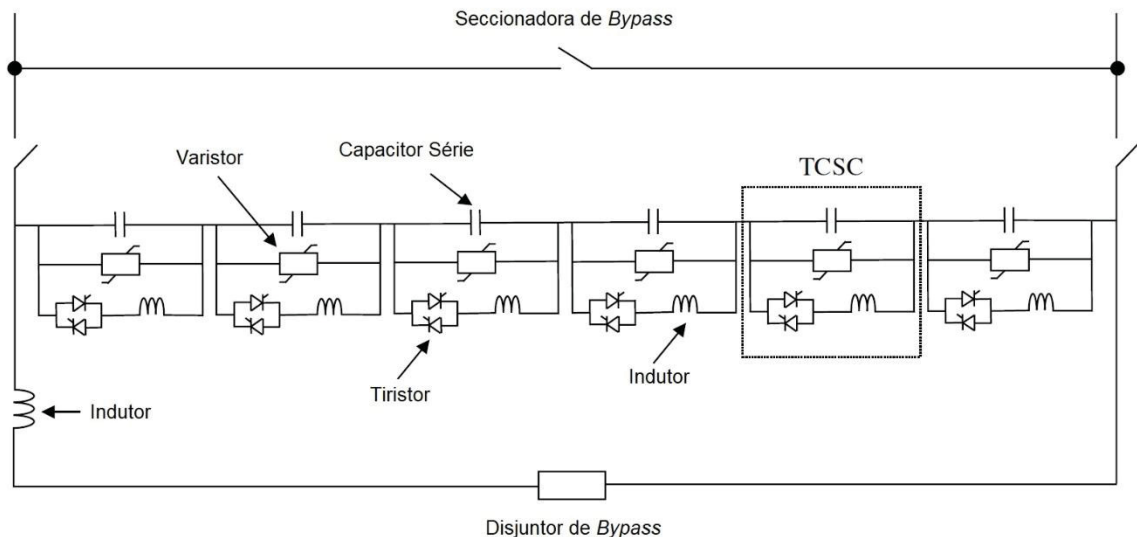 Seccionadora de Bypass
Capacitor Série
Varistor
TCSC
Tiristor
Indutor
Indutor
Disjuntor de Bypass